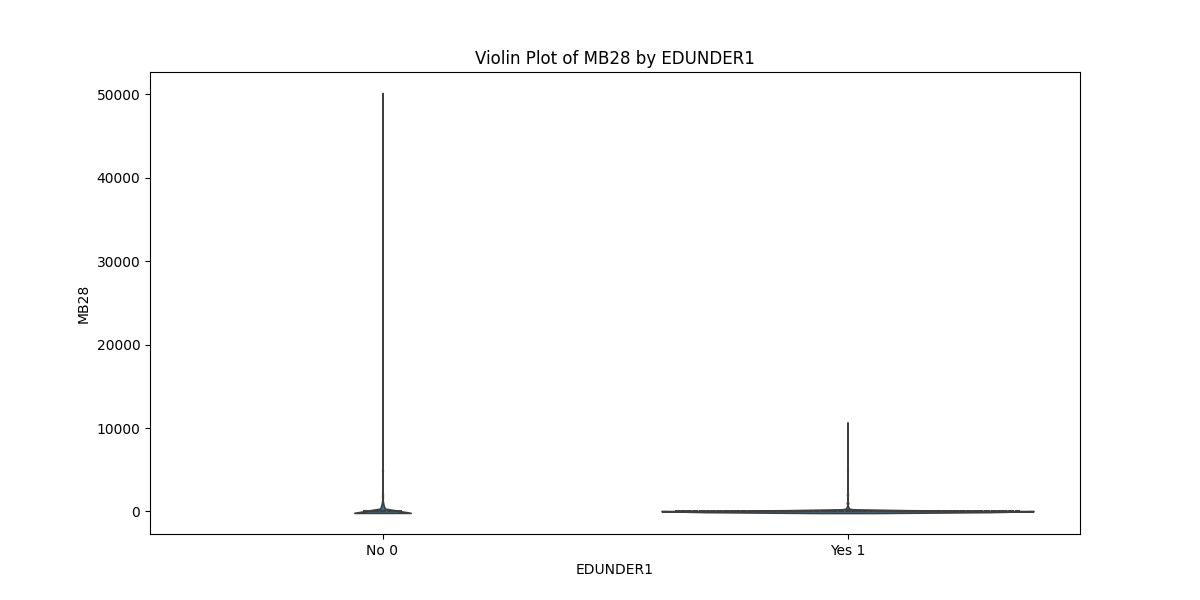 Violin Plot of MB28 by EDUNDER1
50000
40000
30000
20000
10000
0
MB28
No 0
Yes 1
EDUNDER1